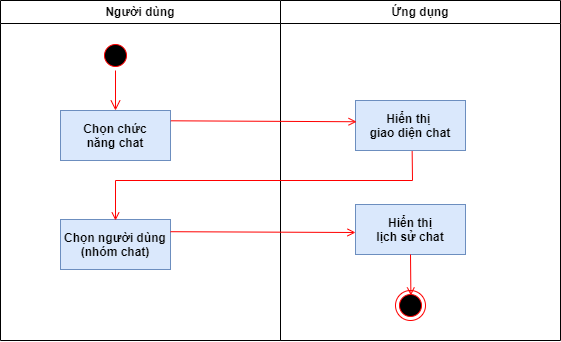 Người dùng
Ứng dụng
Chọn chức
năng chat
Hiển thị
giao diện chat
Chọn người dùng
(nhóm chat)
Hiển thị
lịch sử chat